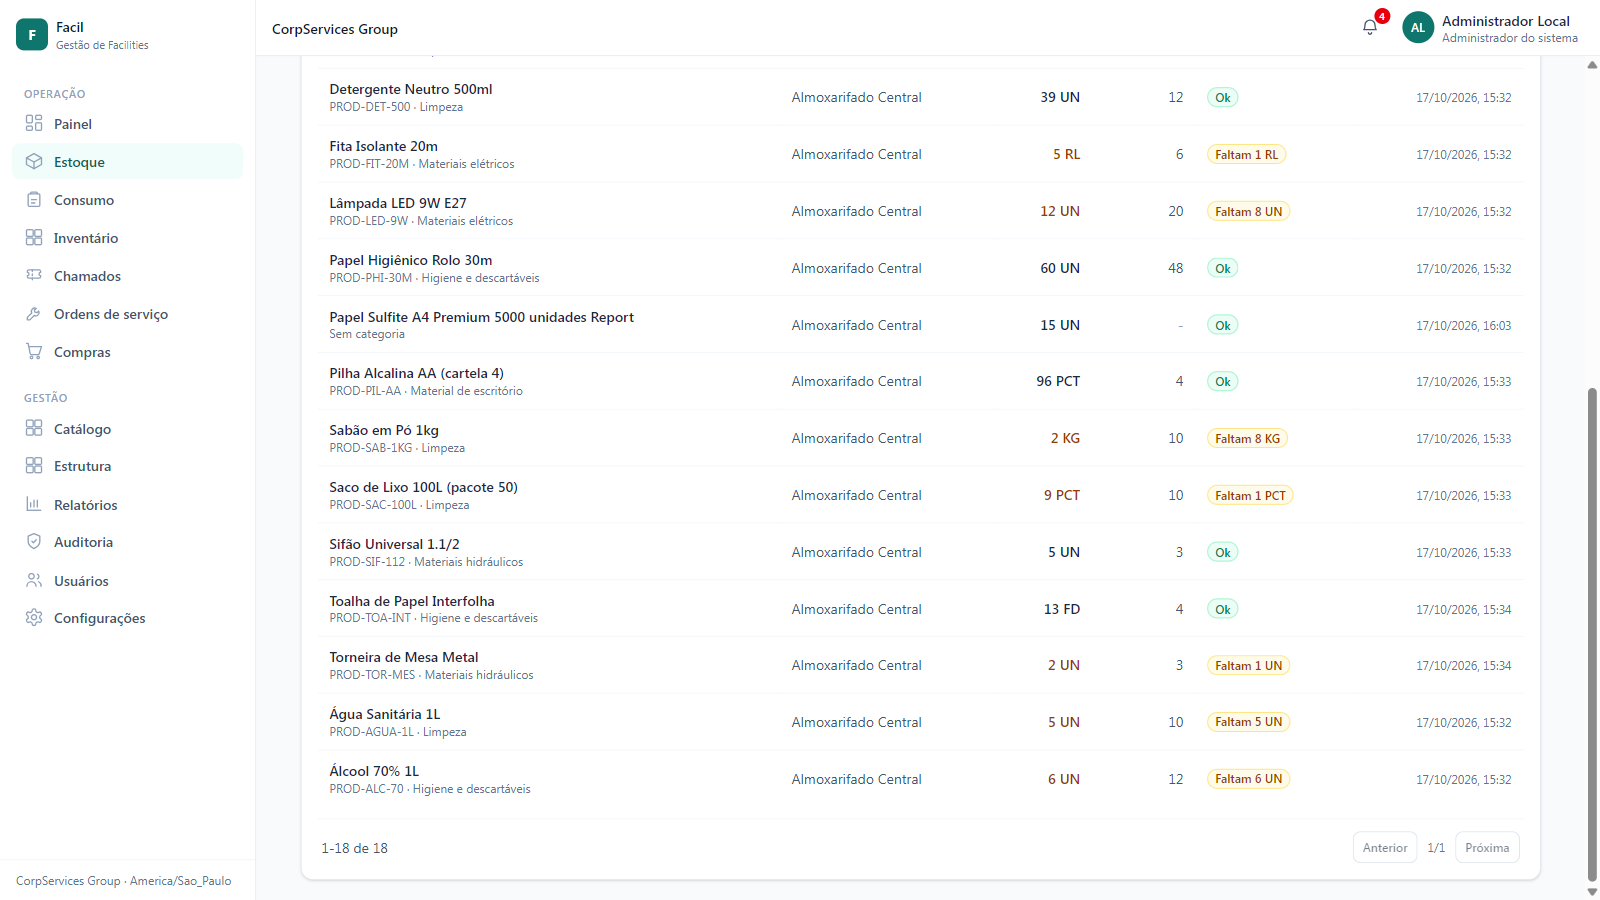 F
Facil
Gestão de Facilities
OPERAÇÃO
Painel
Estoque
Consumo
Inventário
Chamados
Ordens de serviço
Compras
GESTÃO
Catálogo
Estrutura
Relatórios
Auditoria
Usuários
Configurações
CorpServices Group · America/Sao_Paulo
CorpServices Group
4
AL
Administrador Local
Administrador do sistema
Detergente Neutro 500ml
PROD-DET-500 · Limpeza
Almoxarifado Central
39 UN
12
Ok
17/10/2026, 15:32
Fita Isolante 20m
PROD-FIT-20M · Materiais elétricos
Almoxarifado Central
5 RL
6
Faltam 1 RL
17/10/2026, 15:32
Lâmpada LED 9W E27
PROD-LED-9W · Materiais elétricos
Almoxarifado Central
12 UN
20
Faltam 8 UN
17/10/2026, 15:32
Papel Higiênico Rolo 30m
PROD-PHI-30M · Higiene e descartáveis
Almoxarifado Central
60 UN
48
Ok
17/10/2026, 15:32
Papel Sulfite A4 Premium 5000 unidades Report
Sem categoria
Almoxarifado Central
15 UN
-
Ok
17/10/2026, 16:03
Pilha Alcalina AA (cartela 4)
PROD-PIL-AA · Material de escritório
Almoxarifado Central
96 PCT
4
Ok
17/10/2026, 15:33
Sabão em Pó 1kg
PROD-SAB-1KG · Limpeza
Almoxarifado Central
2 KG
10
Faltam 8 KG
17/10/2026, 15:33
Saco de Lixo 100L (pacote 50)
PROD-SAC-100L · Limpeza
Almoxarifado Central
9 PCT
10
Faltam 1 PCT
17/10/2026, 15:33
Sifão Universal 1.1/2
PROD-SIF-112 · Materiais hidráulicos
Almoxarifado Central
5 UN
3
Ok
17/10/2026, 15:33
Toalha de Papel Interfolha
PROD-TOA-INT · Higiene e descartáveis
Almoxarifado Central
13 FD
4
Ok
17/10/2026, 15:34
Torneira de Mesa Metal
PROD-TOR-MES · Materiais hidráulicos
Almoxarifado Central
2 UN
3
Faltam 1 UN
17/10/2026, 15:34
Água Sanitária 1L
PROD-AGUA-1L · Limpeza
Almoxarifado Central
5 UN
10
Faltam 5 UN
17/10/2026, 15:32
Álcool 70% 1L
PROD-ALC-70 · Higiene e descartáveis
Almoxarifado Central
6 UN
12
Faltam 6 UN
17/10/2026, 15:32
1-18 de 18
Anterior
1/1
Próxima